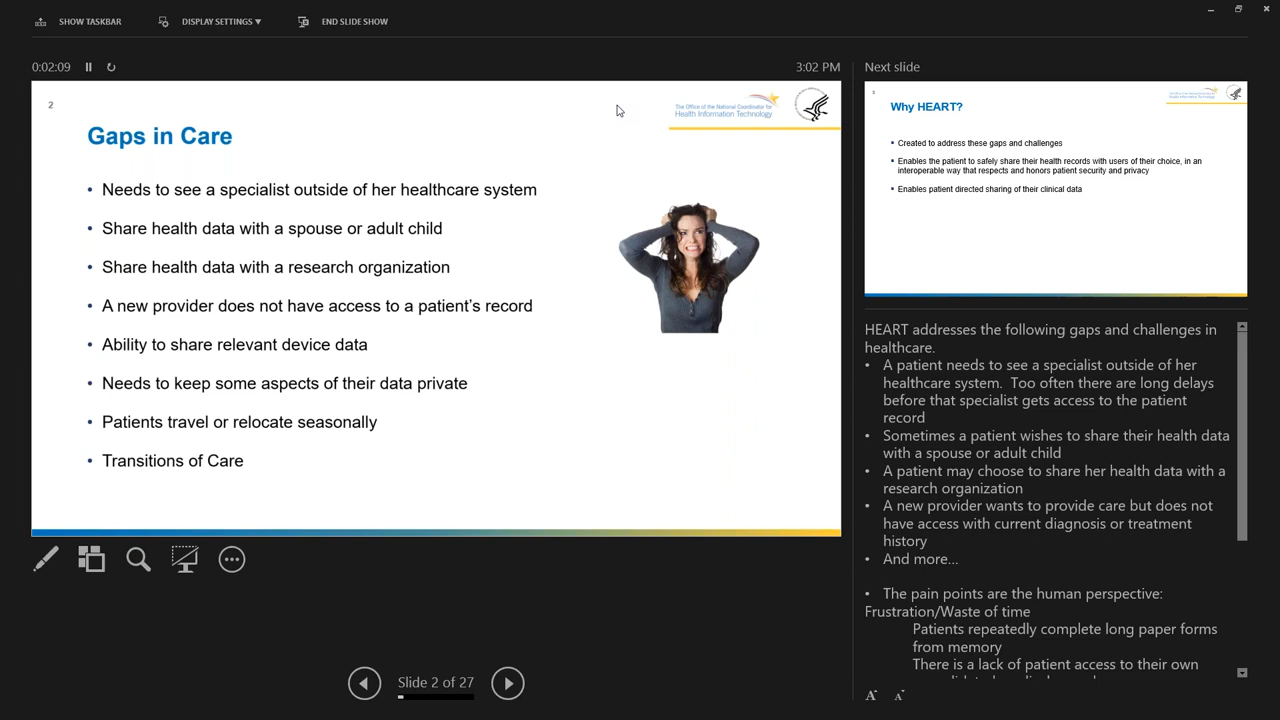 SHOW TASKBAR
DISPLAY SETTINGS ▼
END SLIDE SHOW
0:02:09
3:02 PM
2
The Office of the National Coordinator for
Health Information Technology
Gaps in Care
• Needs to see a specialist outside of her healthcare system
• Share health data with a spouse or adult child
• Share health data with a research organization
• A new provider does not have access to a patient's record
• Ability to share relevant device data
• Needs to keep some aspects of their data private
• Patients travel or relocate seasonally
• Transitions of Care
Slide 2 of 27
Next slide
3
Why HEART?
▪ Created to address these gaps and challenges
▪ Enables the patient to safely share their health records with users of their choice, in an
interoperable way that respects and honors patient security and privacy
▪ Enables patient directed sharing of their clinical data
HEART addresses the following gaps and challenges in
healthcare.
• A patient needs to see a specialist outside of her
healthcare system.  Too often there are long delays
before that specialist gets access to the patient
record
• Sometimes a patient wishes to share their health data
with a spouse or adult child
• A patient may choose to share her health data with a
research organization
• A new provider wants to provide care but does not
have access with current diagnosis or treatment
history
• And more...
• The pain points are the human perspective:
Frustration/Waste of time
Patients repeatedly complete long paper forms
from memory
There is a lack of patient access to their own
A A